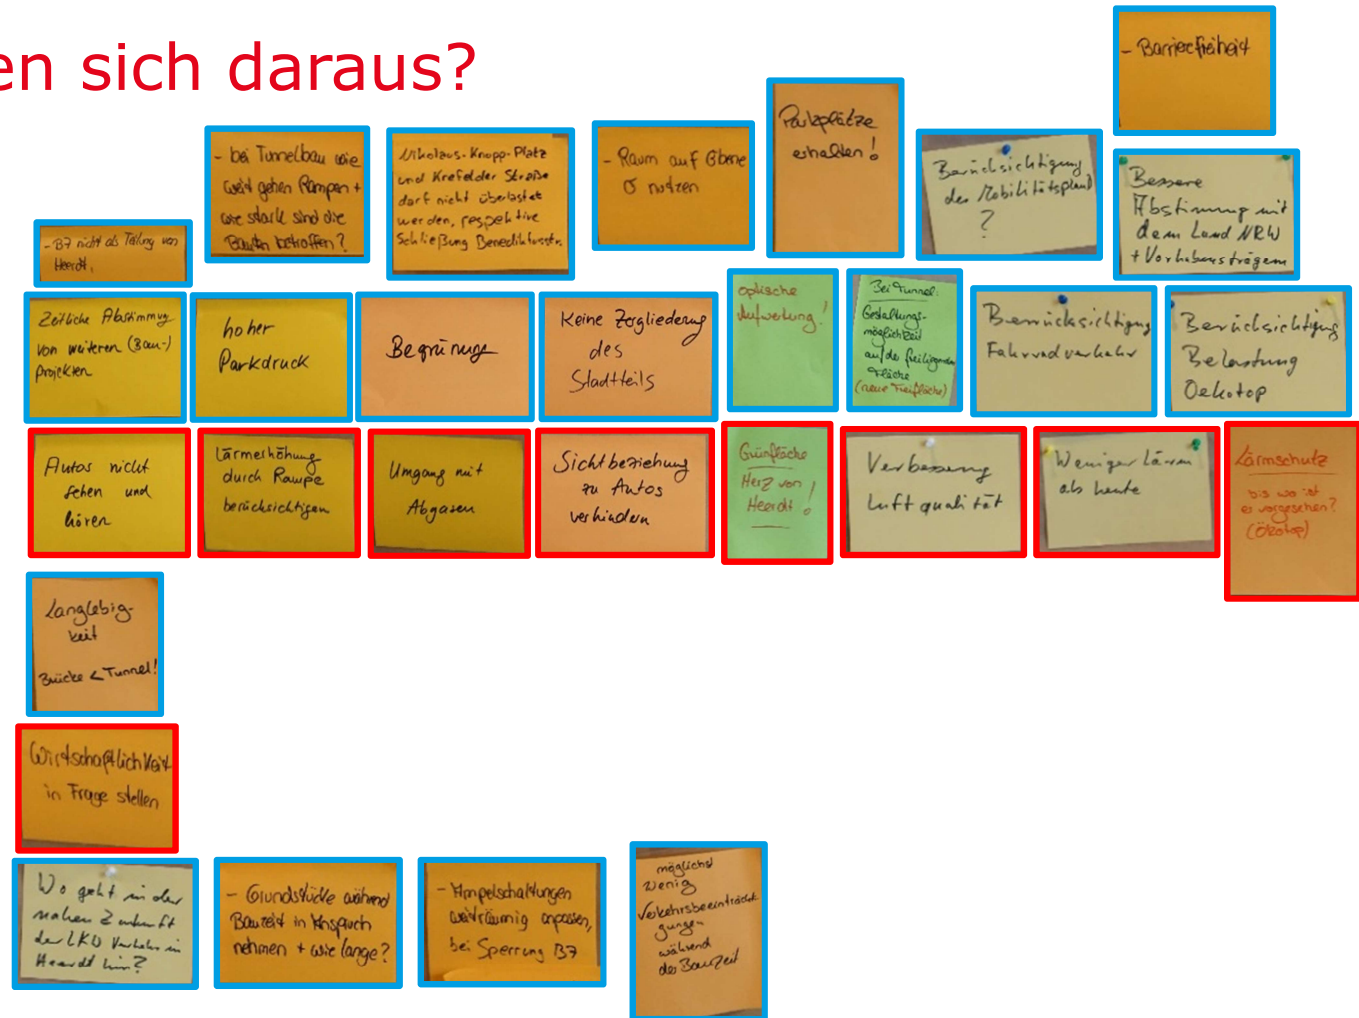 en sich daraus?
- Barrierefreiheit
- bei Tunnelbau wie
weit gehen Rampen +
wie stark sind die
Bauten betroffen?
Nikolaus-Knopp-Platz
und Krefelder Straße
darf nicht überlastet
werden, respektive
Schließung Benediktusstr.
- Raum auf Ebene
0 nutzen
Parkplätze
erhalten!
Berücksichtigung
des Mobilitätsplan D
?
Bessere
Abstimmung mit
dem Land NRW
+ Vorhabensträgern
- B7 nicht als Teilung von
Heerdt.
Zeitliche Abstimmung
von weiteren (Bau-)
projekten
hoher
Parkdruck
Begrünung
Keine Zergliederung
des
Stadtteils
optische
Aufwertung!
Bei Tunnel:
Gestaltungs-
möglichkeit
auf der freiliegenden
Fläche
(neue Freifläche)
Berücksichtigung
Fahrradverkehr
Berücksichtigung
Belastung
Oekotop
Autos nicht
sehen und
hören
Lärmerhöhung
durch Rampe
berücksichtigen
Umgang mit
Abgasen
Sichtbeziehung
zu Autos
verhindern
Grünfläche
Herz von
Heerdt!
Verbesserung
Luftqualität
Weniger Lärm
als heute
Lärmschutz
bis wo ist
er vorgesehen?
(Ökotop)
Langlebig-
keit
Brücke < Tunnel!
Wirtschaftlichkeit
in Frage stellen
Wo geht in der
nahen Zukunft
der LKW Verkehr in
Heerdt hin?
- Grundstücke während
Bauzeit in Anspruch
nehmen + wie lange?
- Ampelschaltungen
weiträumig anpassen,
bei Sperrung B7
möglichst
wenig
Verkehrsbeeinträchti-
gungen
während
der Bauzeit